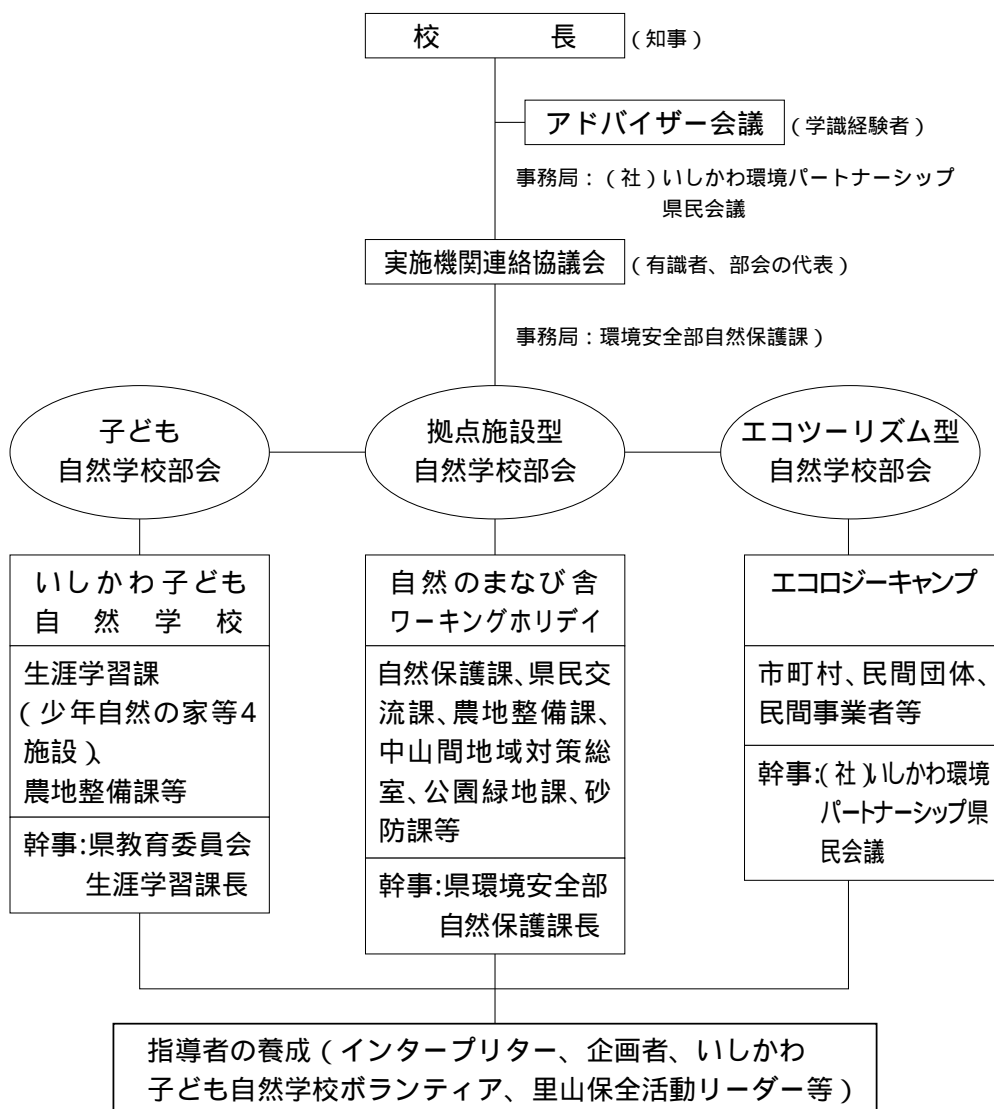 校　　　長 (知事)
アドバイザー会議 (学識経験者)
事務局：(社)いしかわ環境パートナーシップ
県民会議
実施機関連絡協議会 (有識者、部会の代表)
事務局：環境安全部自然保護課)
子ども
自然学校部会
拠点施設型
自然学校部会
エコツーリズム型
自然学校部会
いしかわ子ども
自　然　学　校
生涯学習課
(少年自然の家等4
施設)、
農地整備課等
幹事:県教育委員会
生涯学習課長
自然のまなび舎
ワーキングホリデイ
自然保護課、県民交
流課、農地整備課、
中山間地域対策総
室、公園緑地課、砂
防課等
幹事:県環境安全部
自然保護課長
エコロジーキャンプ
市町村、民間団体、
民間事業者等
幹事:(社)いしかわ環境
パートナーシップ県
民会議
指導者の養成(インタープリター、企画者、いしかわ
子ども自然学校ボランティア、里山保全活動リーダー等)